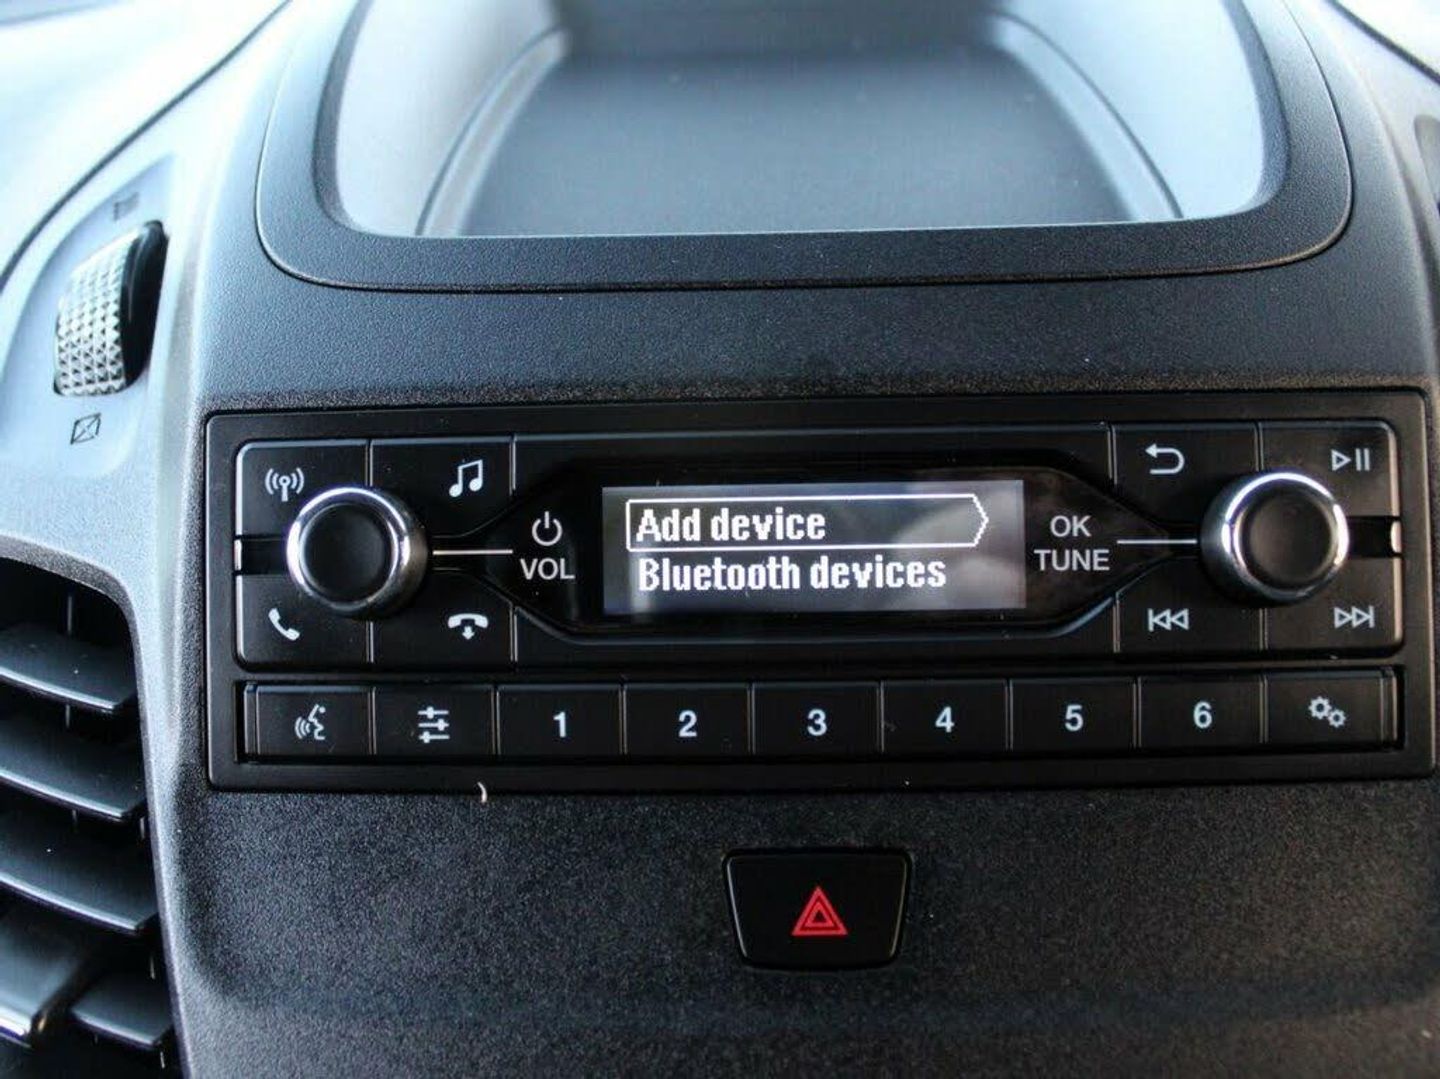 Add device
Bluetooth devices
VOL
OK
TUNE
1 2 3 4 5 6